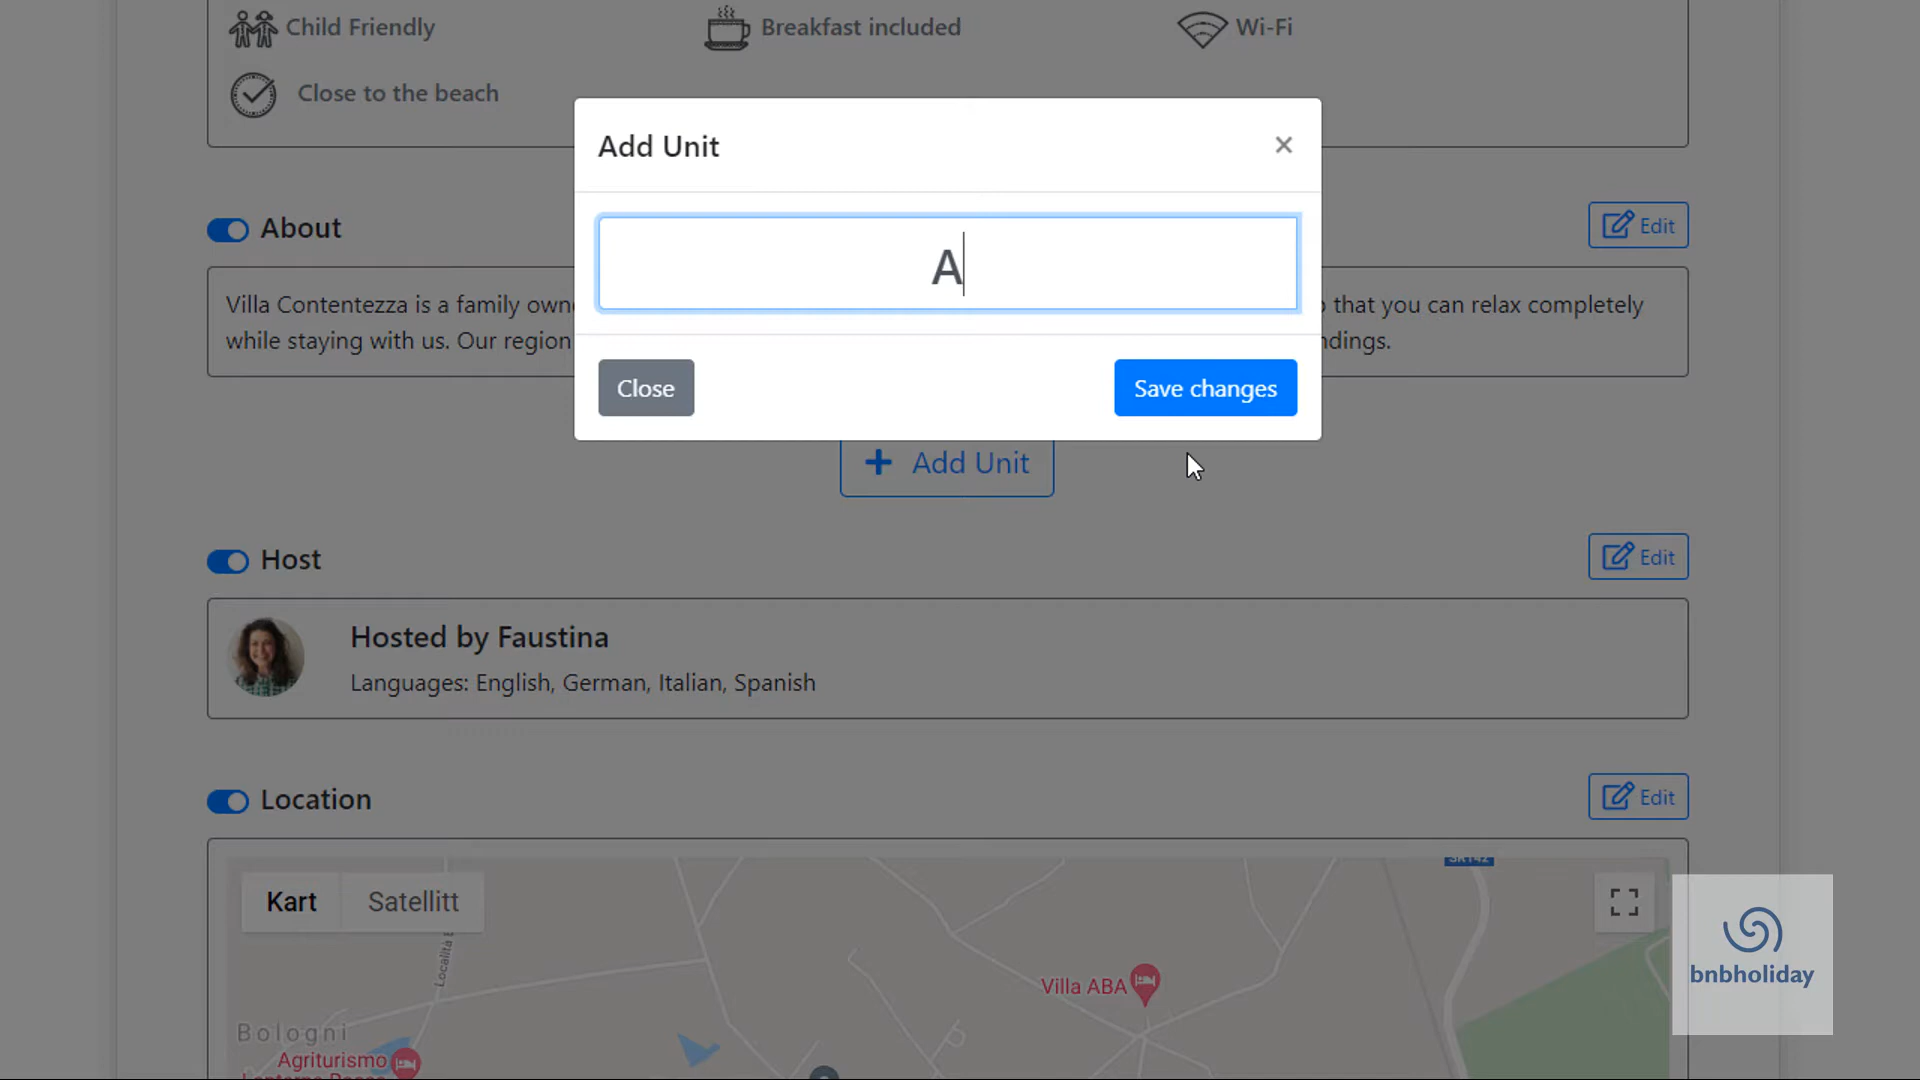 Child Friendly
Breakfast included
Wi-Fi
Close to the beach
Add Unit
×
About
Edit
A
Villa Contentezza is a family own
that you can relax completely
while staying with us. Our region
ndings.
Close
Save changes
Add Unit
Host
Edit
Hosted by Faustina
Languages: English, German, Italian, Spanish
Location
Edit
Kart
Satellitt
Località
Villa ABA
bnbholiday
Bologni
Agriturismo